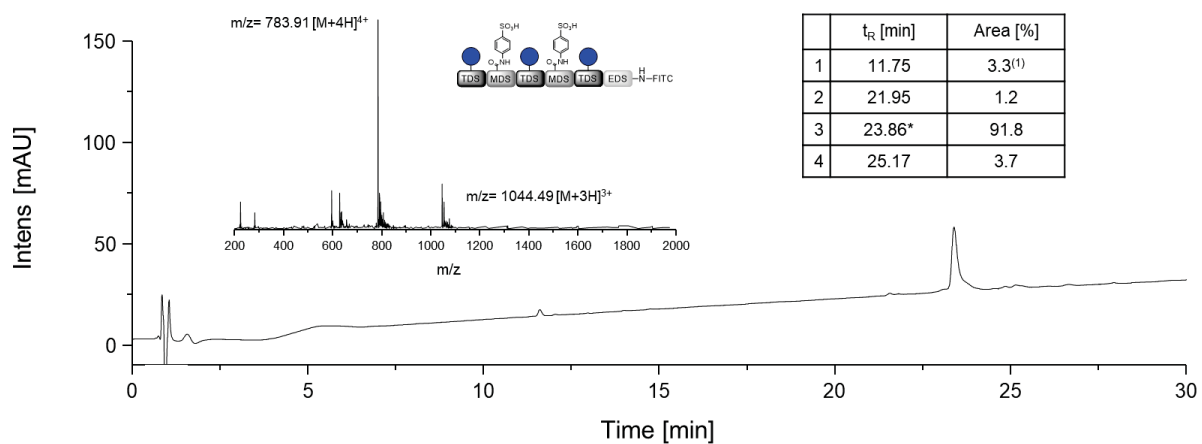 m/z= 783.91 [M+4H]4+
SO3H
SO3H
O
NH
O
NH
TDS
MDS
TDS
MDS
TDS
EDS
H
N
FITC
m/z= 1044.49 [M+3H]3+
200
400
600
800
1000
1200
1400
1600
1800
2000
m/z
tR [min]
Area [%]
1
11.75
3.3(1)
2
21.95
1.2
3
23.86*
91.8
4
25.17
3.7
Intens [mAU]
150
100
50
0
0
5
10
15
20
25
30
Time [min]